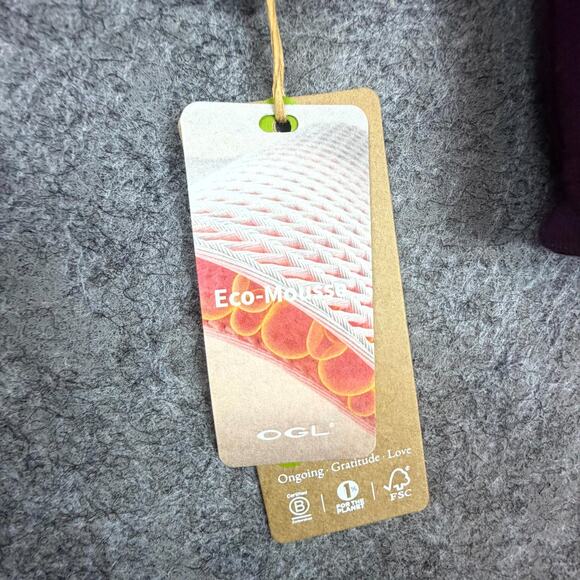 Eco-Mousse
OGL®
Ongoing · Gratitude · Love
Certified
B
Corporation
1%
FOR THE
PLANET
FSC